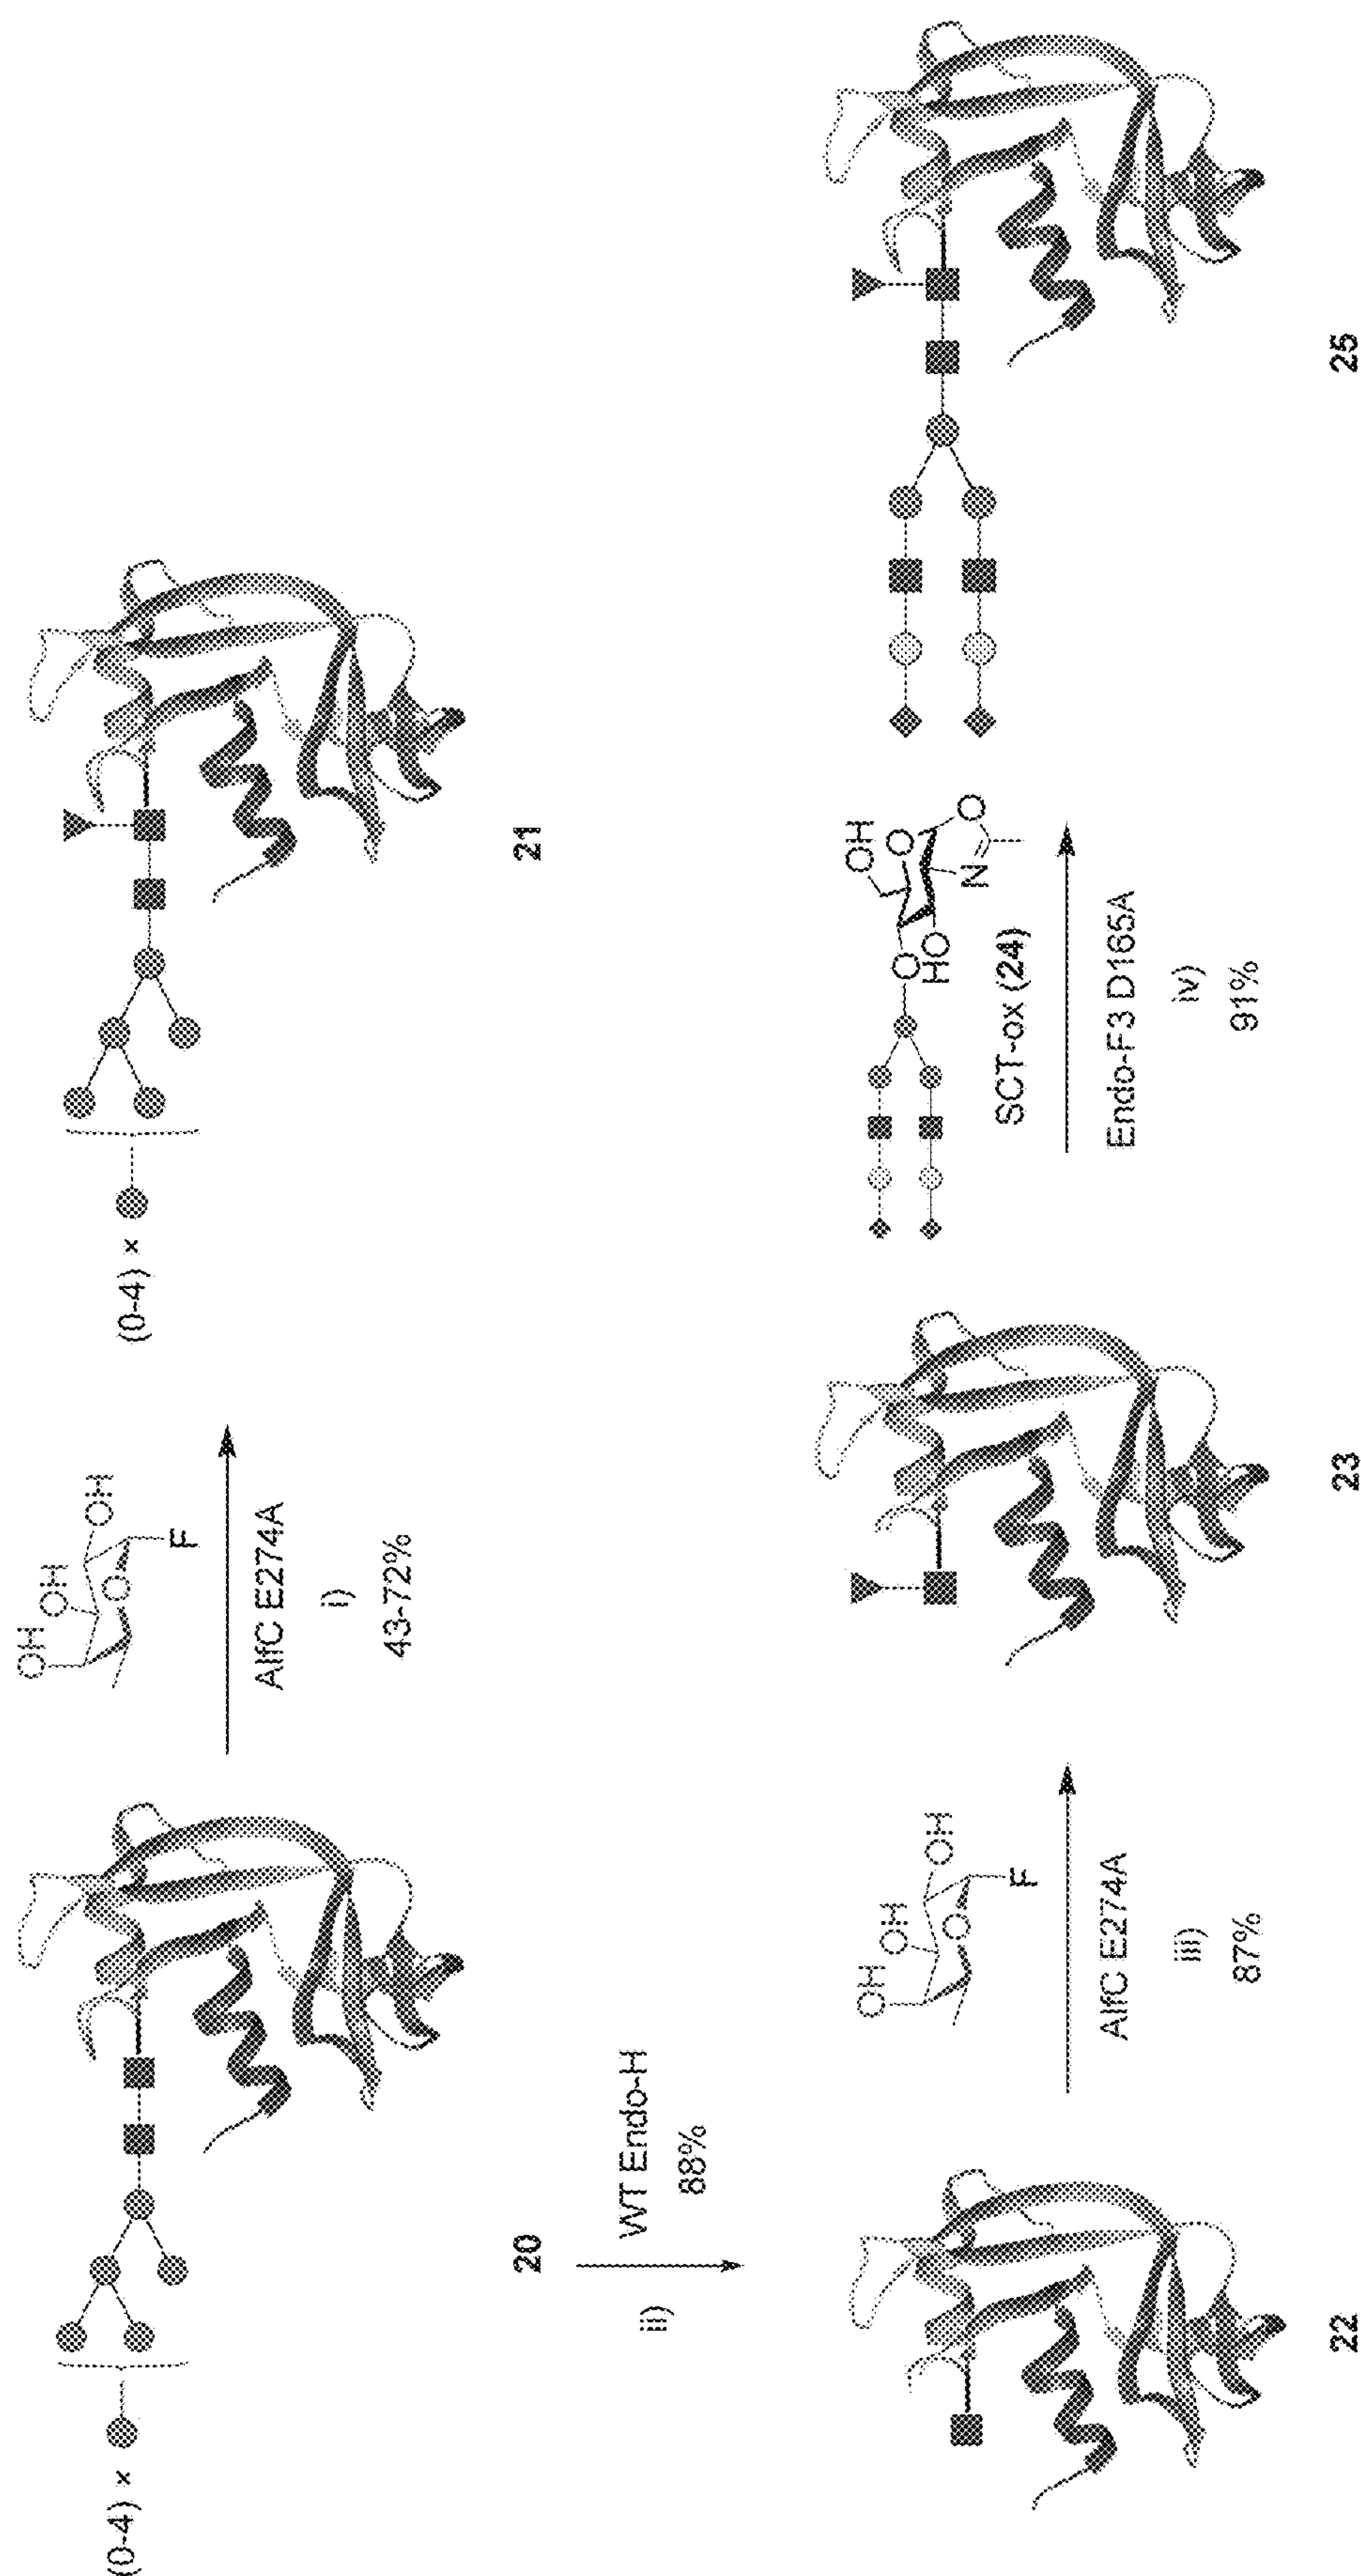 (0-4) ×
20
OH
OH
OH
O
F
AlfC E274A
i)
43-72%
(0-4) ×
21
ii)
WT Endo-H
88%
22
OH
OH
OH
O
F
AlfC E274A
iii)
87%
23
OH
O
O
HO
N
O
SCT-ox (24)
Endo-F3 D165A
iv)
91%
25